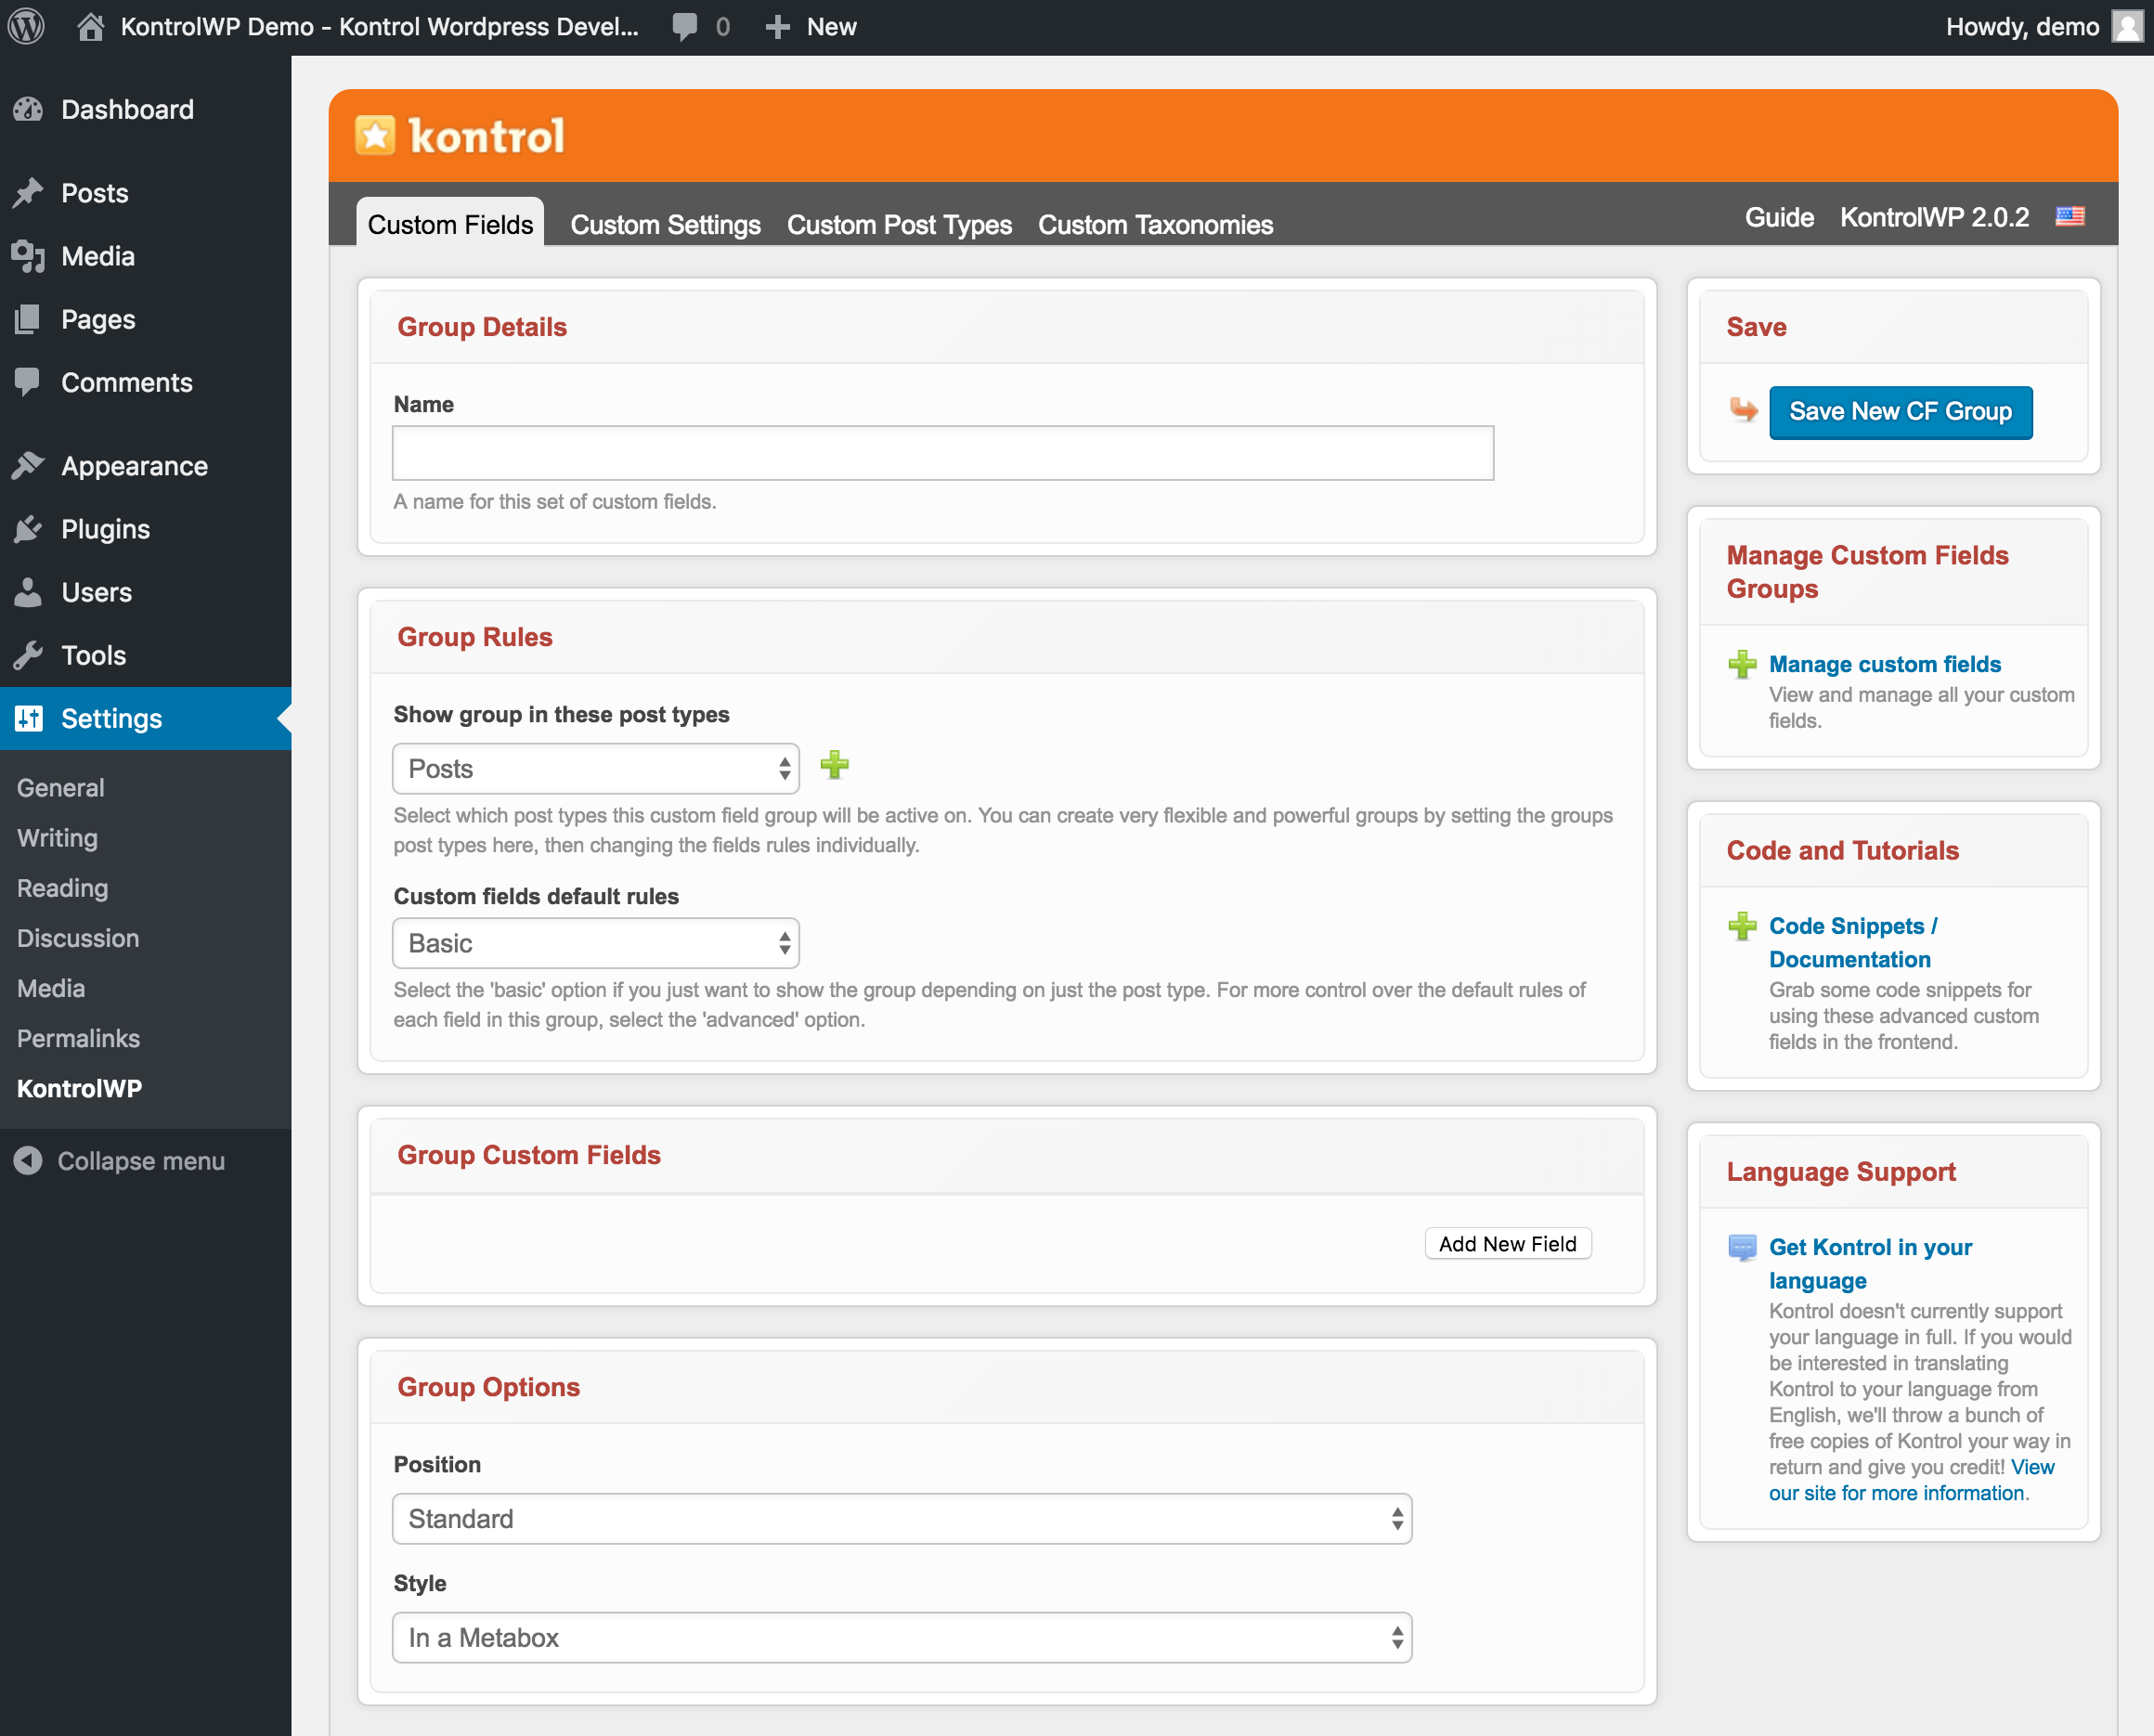 KontrolWP Demo - Kontrol Wordpress Devel...
0
New
Howdy, demo
Dashboard
Posts
Media
Pages
Comments
Appearance
Plugins
Users
Tools
Settings
General
Writing
Reading
Discussion
Media
Permalinks
KontrolWP
Collapse menu
kontrol
Custom Fields
Custom Settings
Custom Post Types
Custom Taxonomies
Guide
KontrolWP 2.0.2
Group Details
Name
A name for this set of custom fields.
Group Rules
Show group in these post types
Posts
Select which post types this custom field group will be active on. You can create very flexible and powerful groups by setting the groups
post types here, then changing the fields rules individually.
Custom fields default rules
Basic
Select the 'basic' option if you just want to show the group depending on just the post type. For more control over the default rules of
each field in this group, select the 'advanced' option.
Group Custom Fields
Add New Field
Group Options
Position
Standard
Style
In a Metabox
Save
Save New CF Group
Manage Custom Fields
Groups
Manage custom fields
View and manage all your custom
fields.
Code and Tutorials
Code Snippets /
Documentation
Grab some code snippets for
using these advanced custom
fields in the frontend.
Language Support
Get Kontrol in your
language
Kontrol doesn't currently support
your language in full. If you would
be interested in translating
Kontrol to your language from
English, we'll throw a bunch of
free copies of Kontrol your way in
return and give you credit! View
our site for more information.